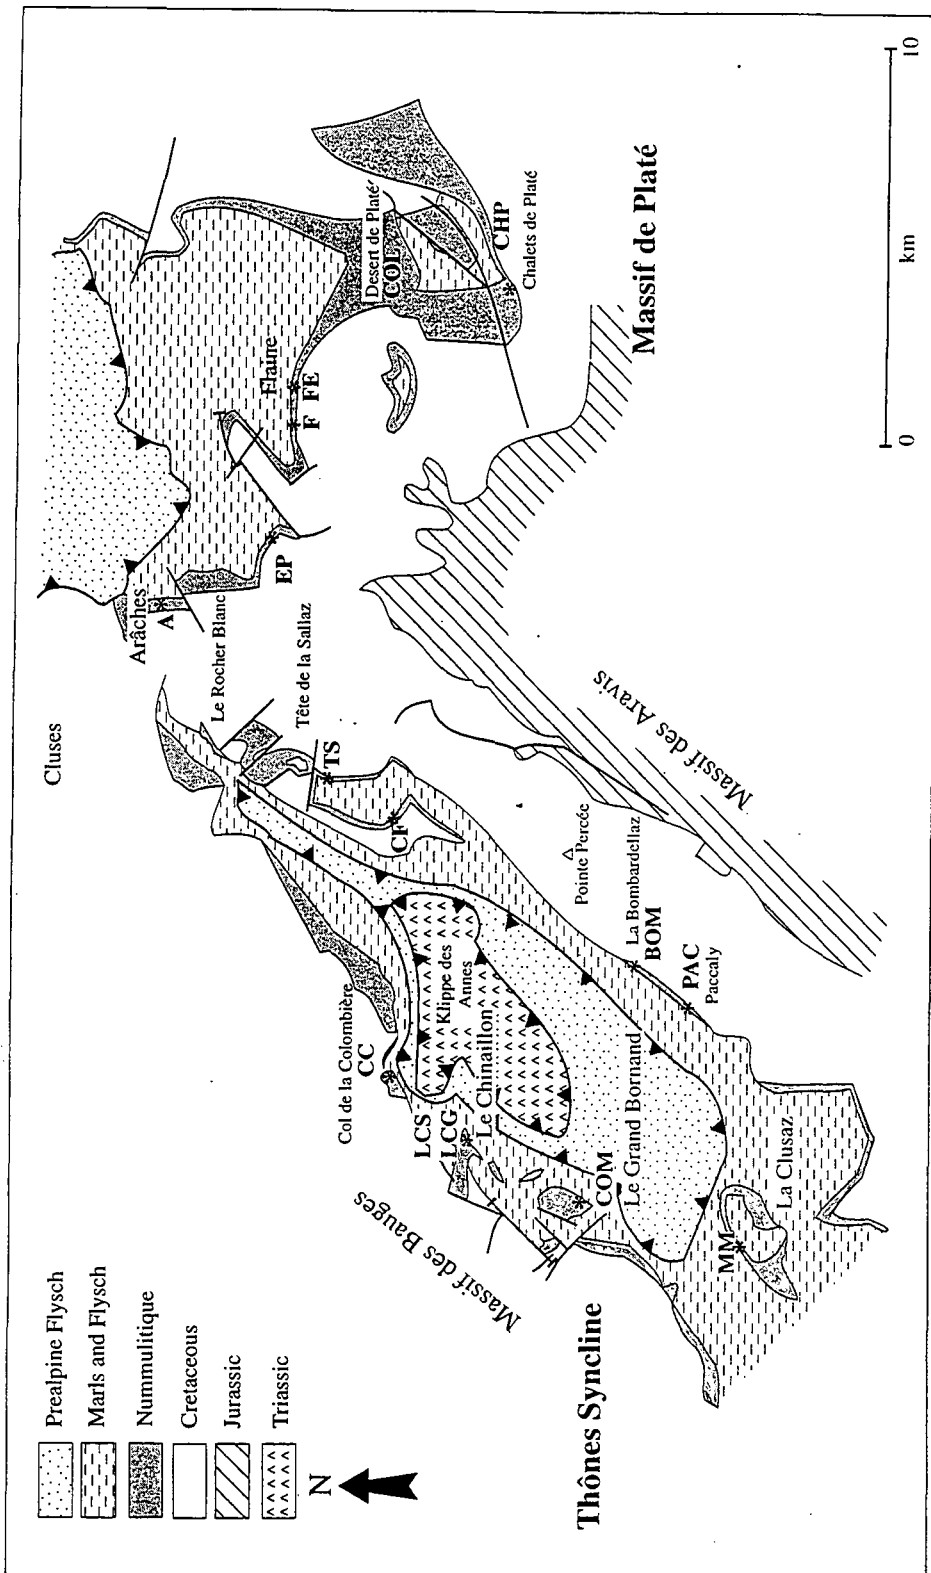 Prealpine Flysch
Marls and Flysch
Nummulitique
Cretaceous
Jurassic
Triassic
N
Thônes Syncline
Massif des Bauges
Col de la Colombière
CC
LCS
LCG
Le Chinaillon
Klippe des
Annes
COM
Le Grand Bornand
MM
La Clusaz
PAC
Paccaly
BOM
La Bombardellaz
Pointe Percée
Massif des Aravis
CF
TS
Tête de la Sallaz
Le Rocher Blanc
Cluses
Arâches
A
EP
F
FE
Flaine
Desert de Platé
COL
CHP
Chalets de Platé
Massif de Platé
0
km
10